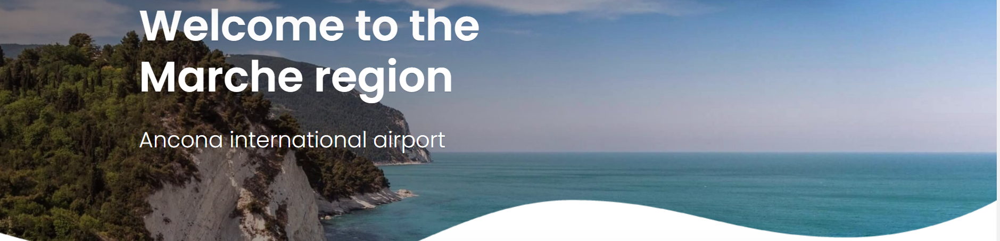 Welcome to the
Marche region
Ancona international airport